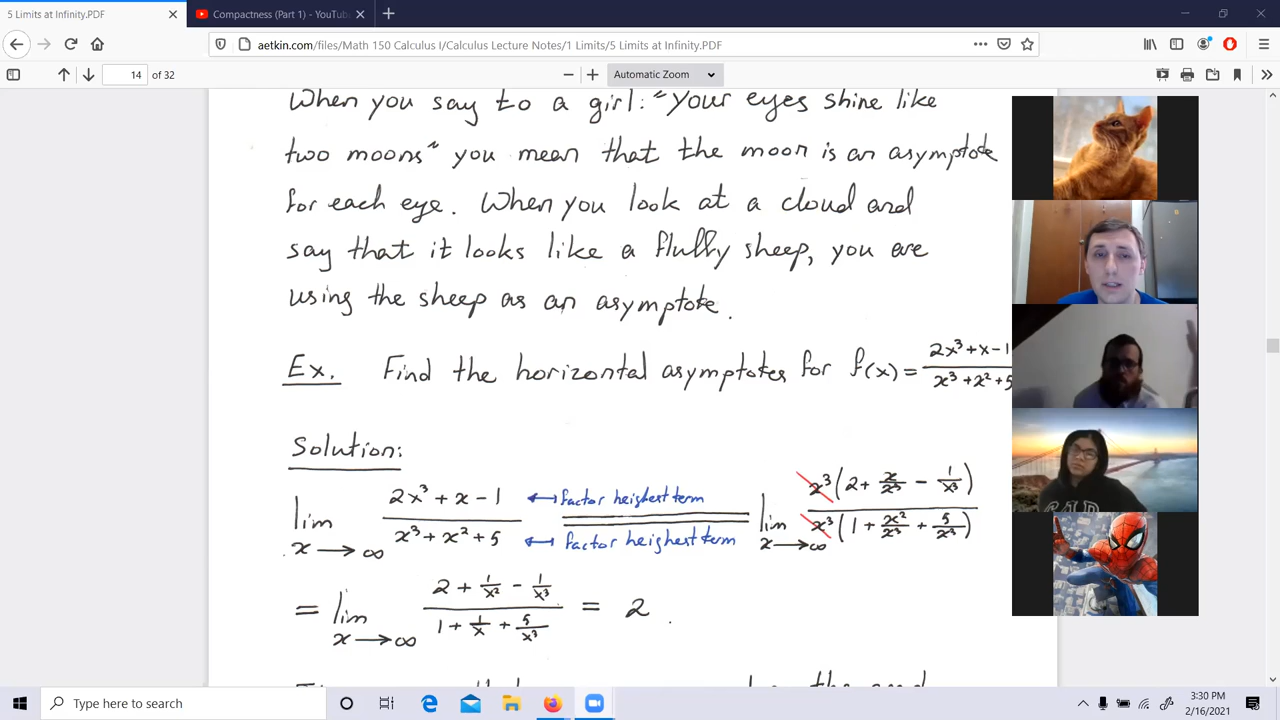 5 Limits at Infinity.PDF
Compactness (Part 1) - YouTube
aetkin.com/files/Math 150 Calculus I/Calculus Lecture Notes/1 Limits/5 Limits at Infinity.PDF
14 of 32
Automatic Zoom
When you say to a girl: "Your eyes shine like
two moons" you mean that the moon is an asymptote
for each eye. When you look at a cloud and
say that it looks like a fluffy sheep, you are
using the sheep as an asymptote.
Ex. Find the horizontal asymptotes for f(x) = 2x³+x-1 / x³+x²+5
Solution:
lim x→∞ 2x³+x-1 / x³+x²+5 ↔ factor heighest term ↔ factor heighest term = lim x→∞ x³(2+x/x³-1/x³) / x³(1+x²/x³+5/x³)
= lim x→∞ 2+1/x²-1/x³ / 1+1/x+5/x³ = 2.
GAP
Type here to search
3:30 PM
2/16/2021